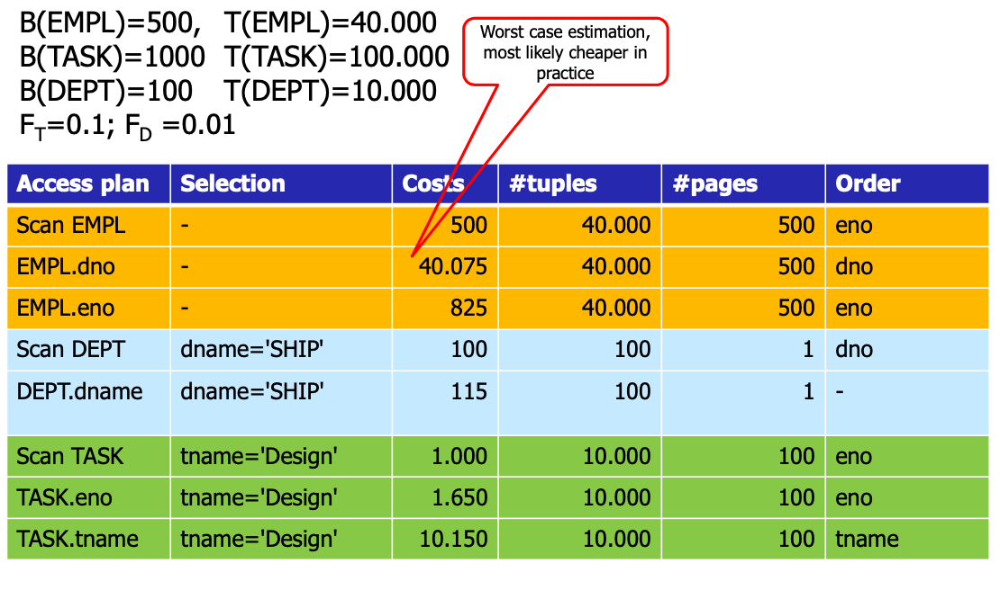 B(EMPL)=500, T(EMPL)=40.000
B(TASK)=1000 T(TASK)=100.000
B(DEPT)=100 T(DEPT)=10.000
FT=0.1; FD =0.01
Worst case estimation,
most likely cheaper in
practice
Access plan Selection Costs #tuples #pages Order
Scan EMPL - 500 40.000 500 eno
EMPL.dno - 40.075 40.000 500 dno
EMPL.eno - 825 40.000 500 eno
Scan DEPT dname='SHIP' 100 100 1 dno
DEPT.dname dname='SHIP' 115 100 1 -
Scan TASK tname='Design' 1.000 10.000 100 eno
TASK.eno tname='Design' 1.650 10.000 100 eno
TASK.tname tname='Design' 10.150 10.000 100 tname